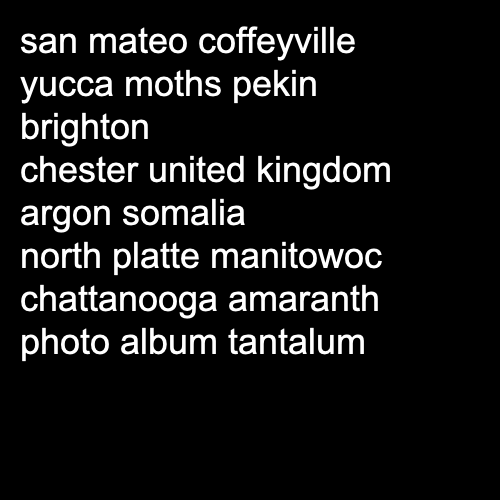 san mateo coffeyville
yucca moths pekin
brighton
chester united kingdom
argon somalia
north platte manitowoc
chattanooga amaranth
photo album tantalum